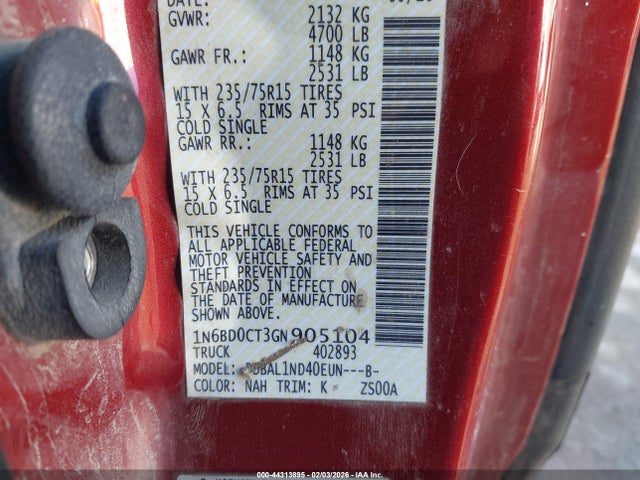 DATE:
GVWR: 2132 KG
4700 LB
GAWR FR.: 1148 KG
2531 LB
WITH 235/75R15 TIRES
15 X 6.5 RIMS AT 35 PSI
COLD SINGLE
GAWR RR.: 1148 KG
2531 LB
WITH 235/75R15 TIRES
15 X 6.5 RIMS AT 35 PSI
COLD SINGLE
THIS VEHICLE CONFORMS TO
ALL APPLICABLE FEDERAL
MOTOR VEHICLE SAFETY AND
THEFT PREVENTION
STANDARDS IN EFFECT ON
THE DATE OF MANUFACTURE
SHOWN ABOVE.
1N6BD0CT3GN905104
TRUCK 402893
MODEL:
COLOR: NAH TRIM: K ZS00A
000-44313895 - 02/03/2026 - IAA Inc.